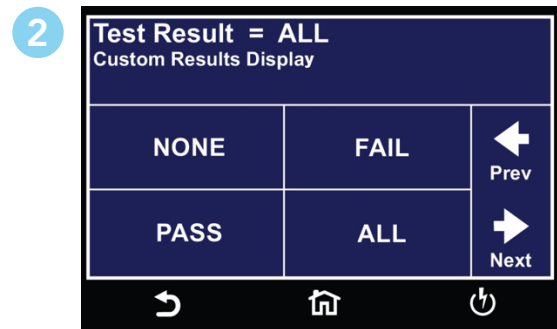 2
Test Result = ALL
Custom Results Display
NONE
FAIL
Prev
PASS
ALL
Next